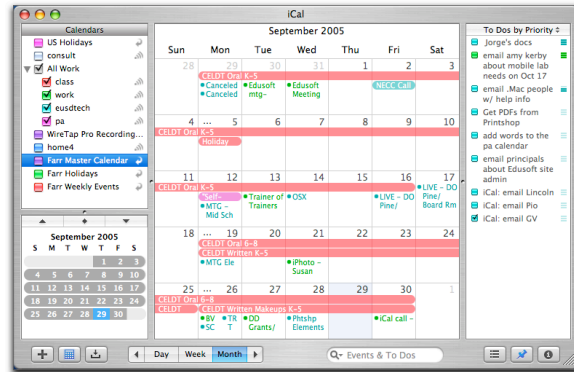 iCal
Calendars
US Holidays
consult
All Work
class
work
eusdtech
pa
WireTap Pro Recording...
home4
Farr Master Calendar
Farr Holidays
Farr Weekly Events
September 2005
S M T W T F S
1 2 3
4 5 6 7 8 9 10
11 12 13 14 15 16 17
18 19 20 21 22 23 24
25 26 27 28 29 30
September 2005
Sun Mon Tue Wed Thu Fri Sat
28 29 30 31 1 2 3
CELDT Oral K–5
Canceled Edusoft Edusoft NECC Call
Canceled mtg– Meeting
4 ... 5 6 7 8 9 10
CELDT Oral K–5
Holiday
11 12 13 14 15 16 17
CELDT Oral K–5
"Self– Trainer of OSX LIVE – DO LIVE – DO
MTG – Trainers Pine/ Pine/
Mid Sch Board Rm
18 ... 19 20 21 22 23 24
CELDT Oral 6–8
CELDT Written K–5
MTG Ele iPhoto –
Susan
25 ... 26 27 28 29 30 1
CELDT Oral 6–8
CELDT CELDT Written Makeups K–5
BV TR DD Phtshp iCal call –
SC T Grants/ Elements
To Dos by Priority
Jorge's docs
email amy kerby
about mobile lab
needs on Oct 17
email .Mac people
w/ help info
Get PDFs from
Printshop
add words to the
pa calendar
email principals
about Edusoft site
admin
iCal: email Lincoln
iCal: email Pio
iCal: email GV
Day Week Month
Events & To Dos